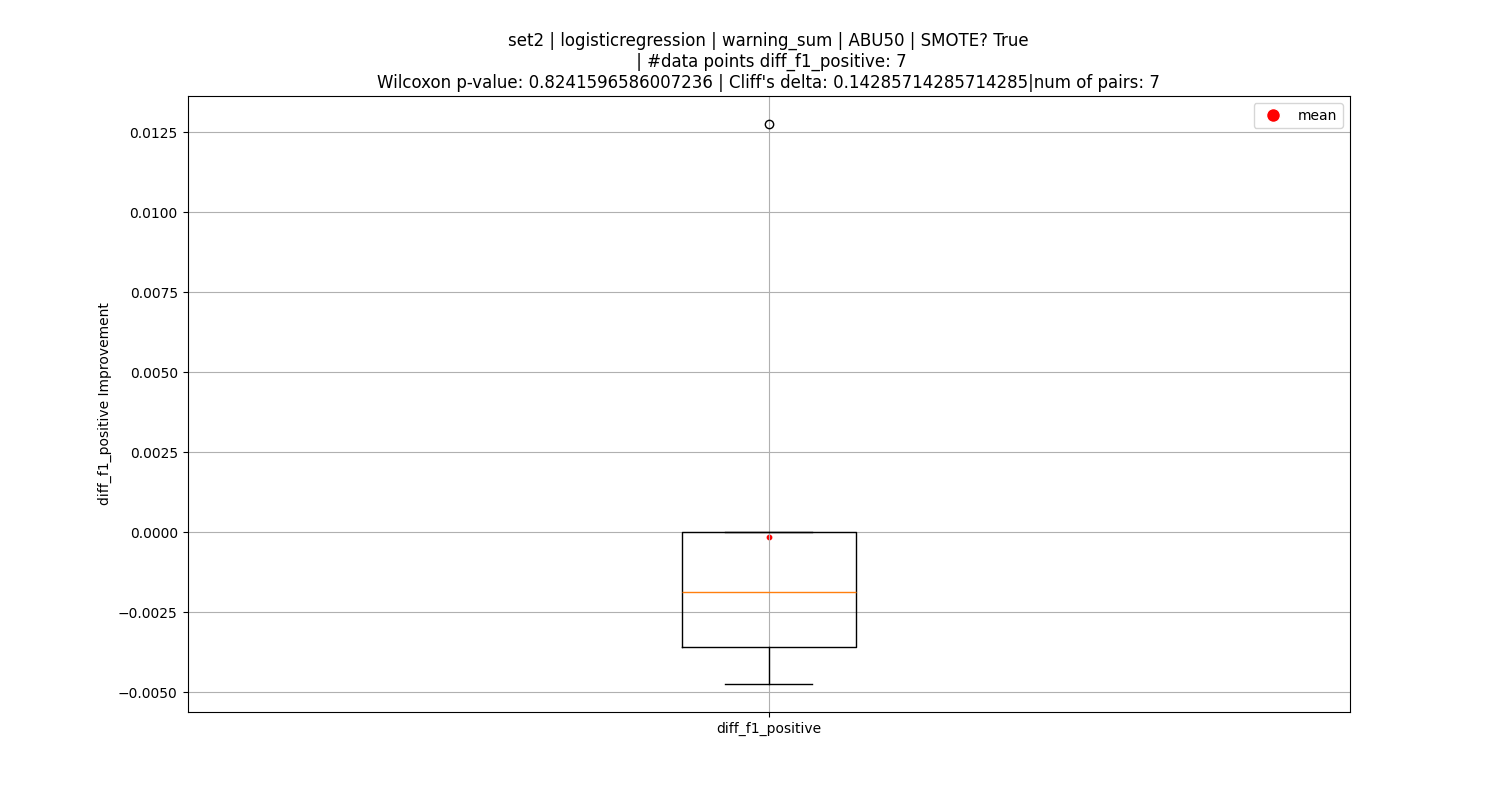 set2 | logisticregression | warning_sum | ABU50 | SMOTE? True
| #data points diff_f1_positive: 7
Wilcoxon p-value: 0.8241596586007236 | Cliff's delta: 0.14285714285714285|num of pairs: 7
mean
0.0125
0.0100
0.0075
0.0050
0.0025
0.0000
−0.0025
−0.0050
diff_f1_positive Improvement
diff_f1_positive